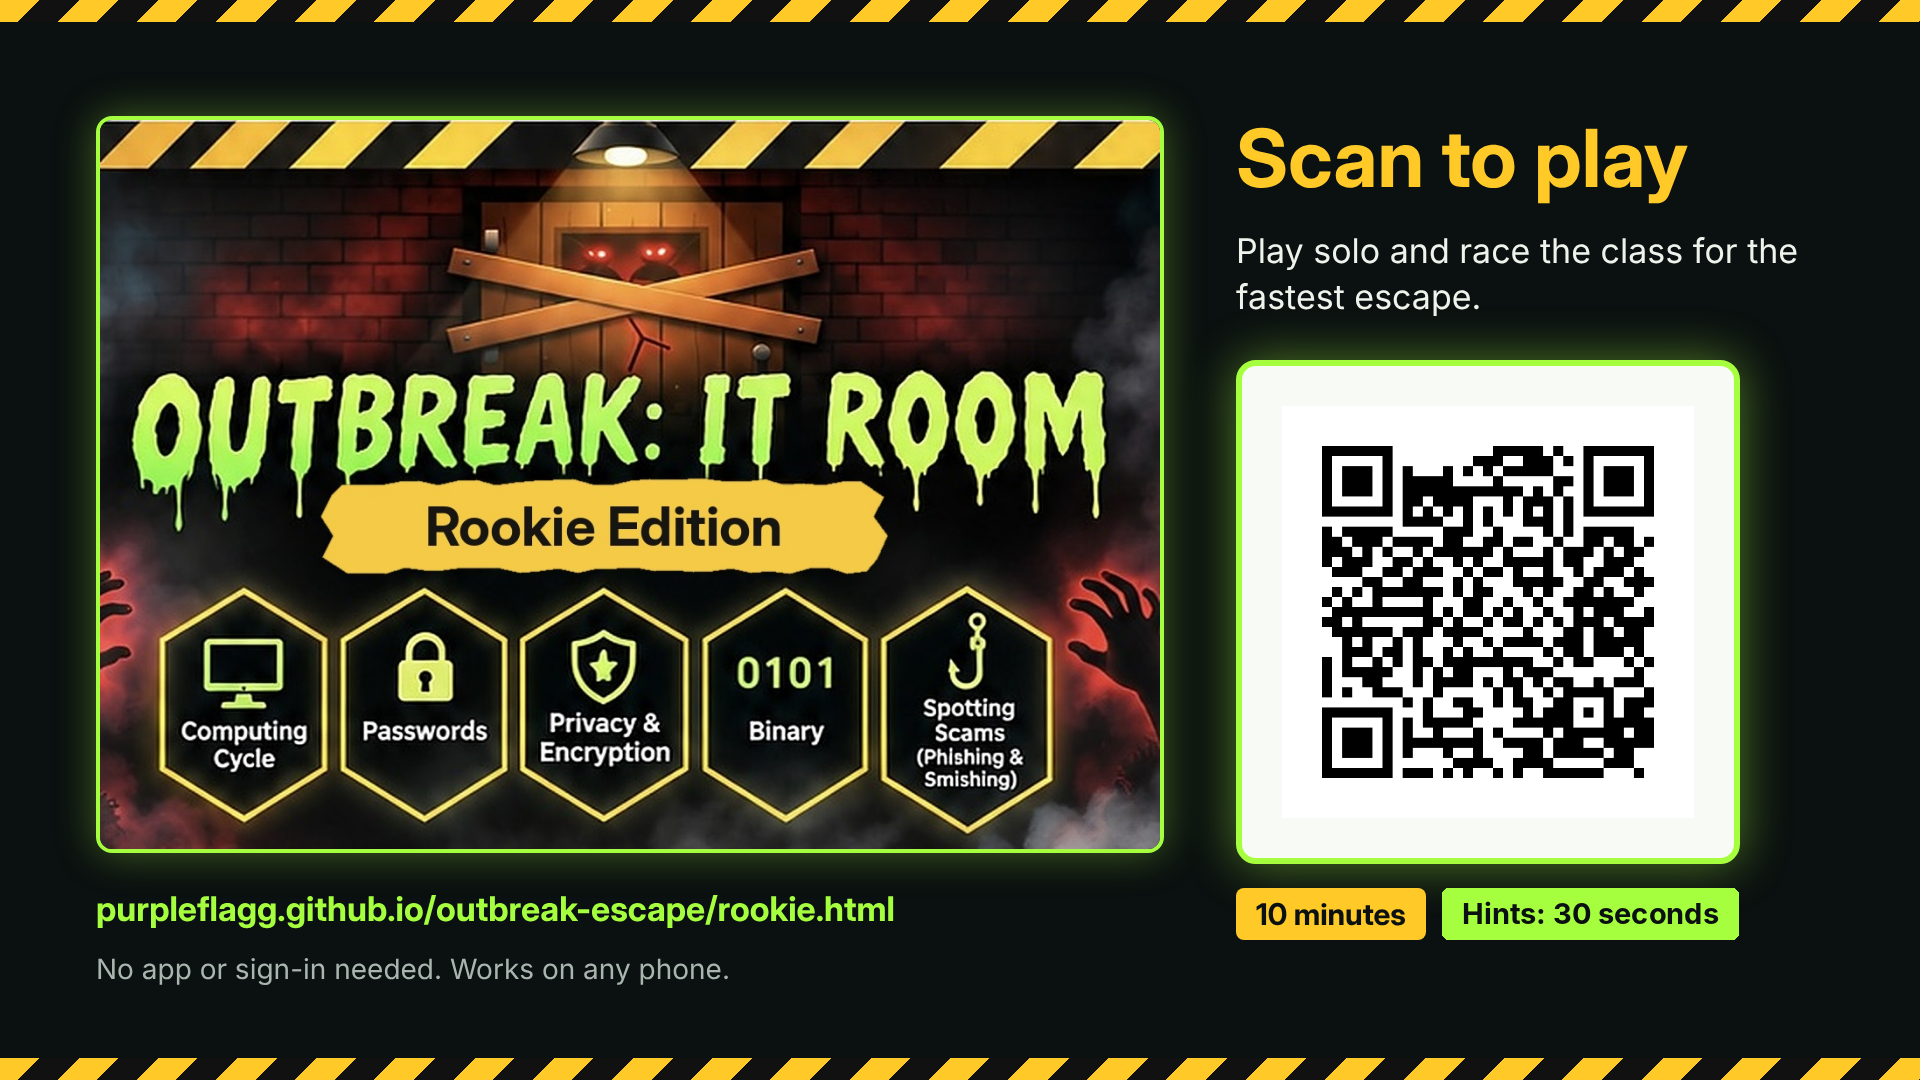 OUTBREAK: IT ROOM
Rookie Edition
Computing
Cycle
Passwords
Privacy &
Encryption
0101
Binary
Spotting
Scams
(Phishing &
Smishing)
purpleflagg.github.io/outbreak-escape/rookie.html
No app or sign-in needed. Works on any phone.
Scan to play
Play solo and race the class for the
fastest escape.
10 minutes
Hints: 30 seconds